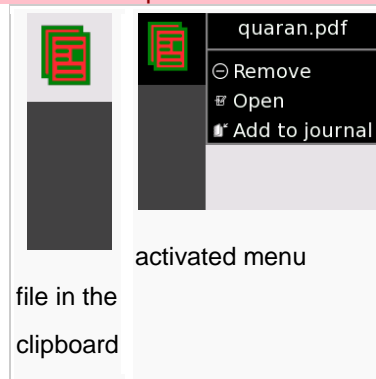 quaran.pdf
Remove
Open
Add to journal
activated menu
file in the
clipboard